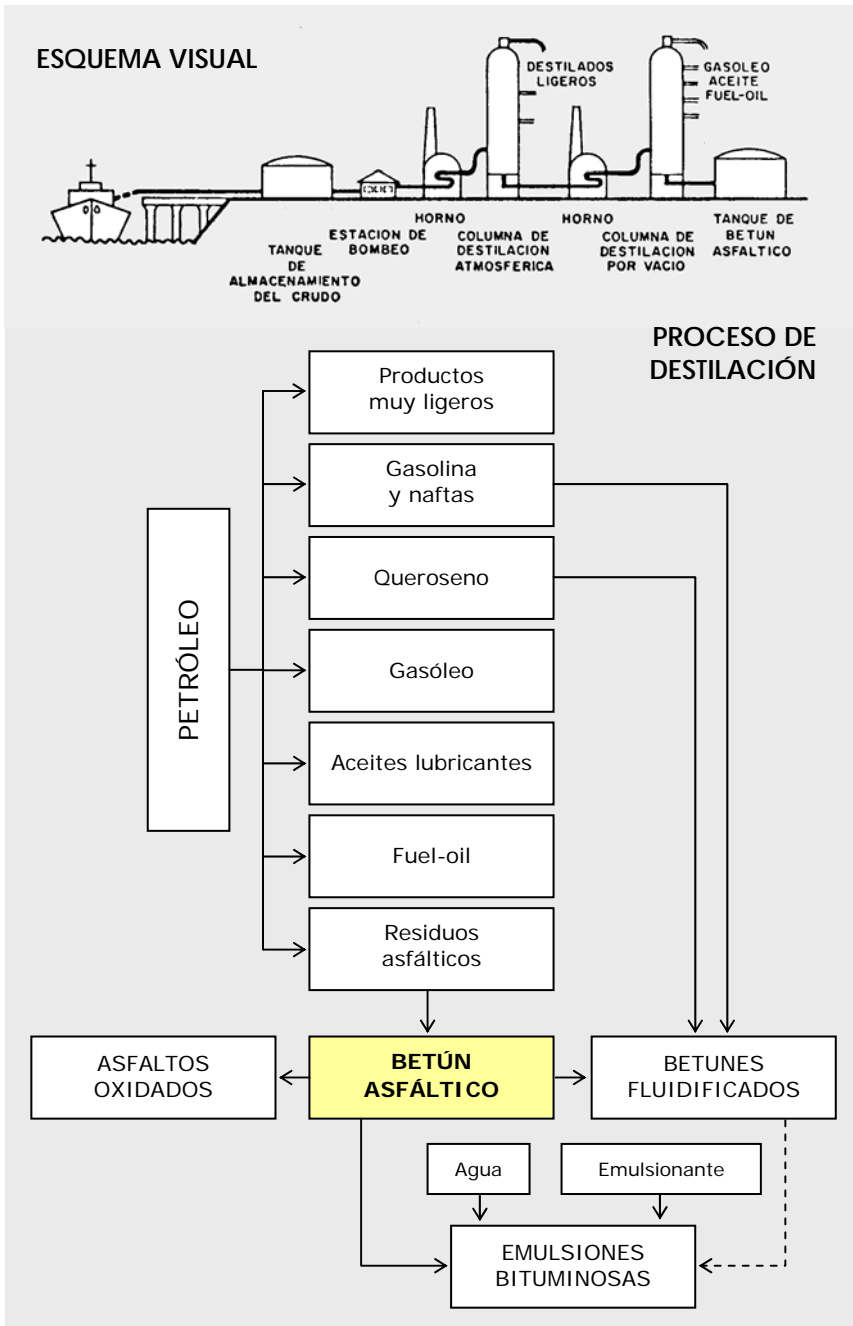 ESQUEMA VISUAL
DESTILADOS
LIGEROS
GASOLEO
ACEITE
FUEL-OIL
HORNO
HORNO
TANQUE DE
BETUN
ASFALTICO
ESTACION DE
BOMBEO
COLUMNA DE
DESTILACION
ATMOSFERICA
COLUMNA DE
DESTILACION
POR VACIO
TANQUE
DE
ALMACENAMIENTO
DEL CRUDO
PROCESO DE
DESTILACIÓN
PETRÓLEO
Productos
muy ligeros
Gasolina
y naftas
Queroseno
Gasóleo
Aceites lubricantes
Fuel-oil
Residuos
asfálticos
ASFALTOS
OXIDADOS
BETÚN
ASFÁLTICO
BETUNES
FLUIDIFICADOS
Agua
Emulsionante
EMULSIONES
BITUMINOSAS